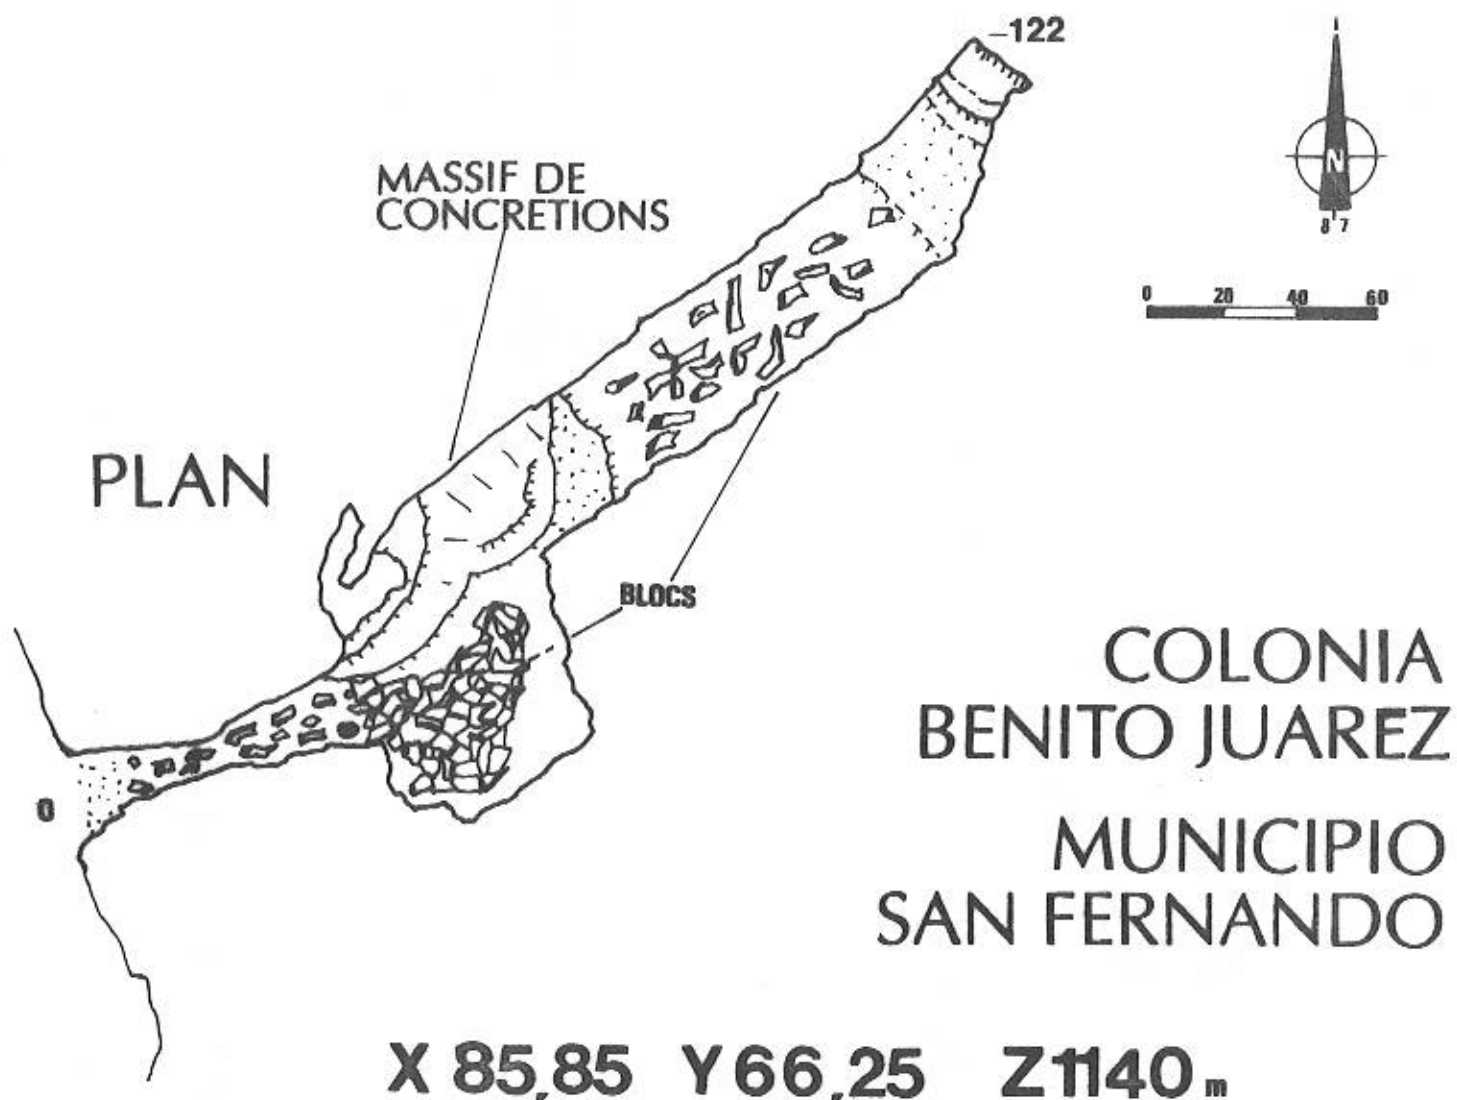 –122
MASSIF DE
CONCRETIONS
N
87
0 20 40 60
PLAN
BLOCS
0
COLONIA
BENITO JUAREZ
MUNICIPIO
SAN FERNANDO
X 85,85 Y 66,25 Z 1140 m